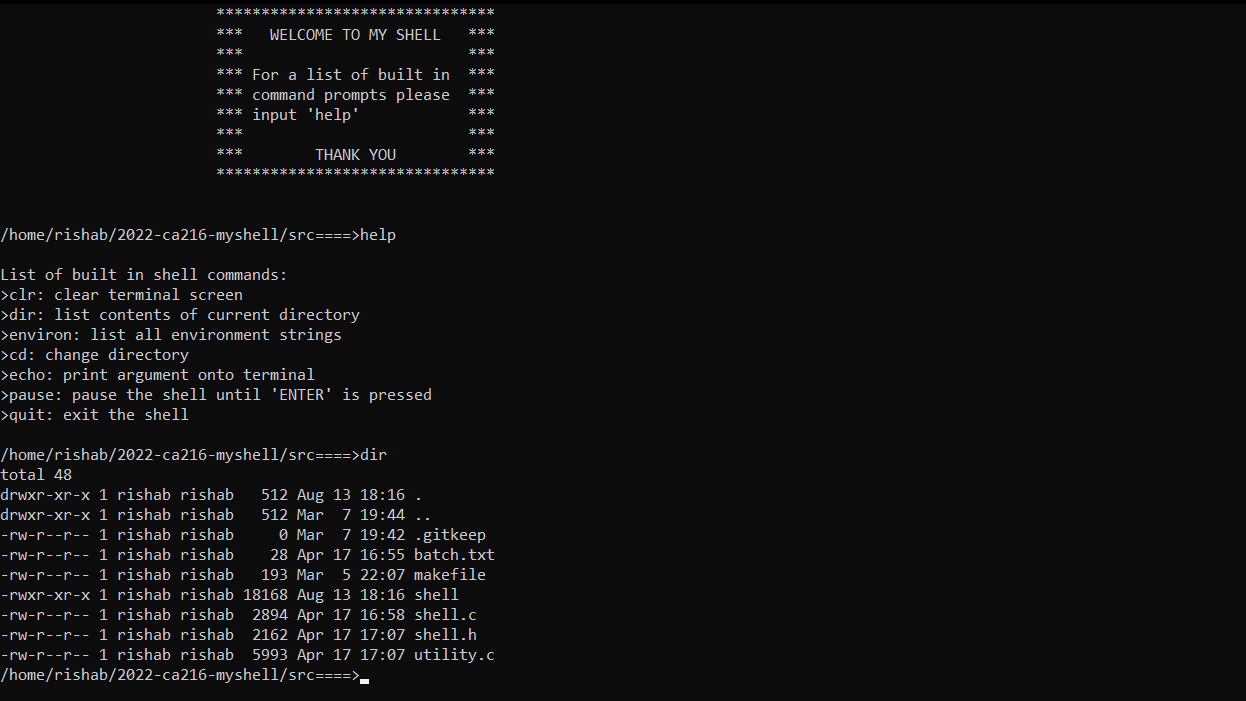 *******************************
***   WELCOME TO MY SHELL   ***
***                         ***
*** For a list of built in  ***
*** command prompts please  ***
*** input 'help'            ***
***                         ***
***        THANK YOU        ***
*******************************
/home/rishab/2022-ca216-myshell/src====>help
List of built in shell commands:
>clr: clear terminal screen
>dir: list contents of current directory
>environ: list all environment strings
>cd: change directory
>echo: print argument onto terminal
>pause: pause the shell until 'ENTER' is pressed
>quit: exit the shell
/home/rishab/2022-ca216-myshell/src====>dir
total 48
drwxr-xr-x 1 rishab rishab   512 Aug 13 18:16 .
drwxr-xr-x 1 rishab rishab   512 Mar  7 19:44 ..
-rw-r--r-- 1 rishab rishab     0 Mar  7 19:42 .gitkeep
-rw-r--r-- 1 rishab rishab    28 Apr 17 16:55 batch.txt
-rw-r--r-- 1 rishab rishab   193 Mar  5 22:07 makefile
-rwxr-xr-x 1 rishab rishab 18168 Aug 13 18:16 shell
-rw-r--r-- 1 rishab rishab  2894 Apr 17 16:58 shell.c
-rw-r--r-- 1 rishab rishab  2162 Apr 17 17:07 shell.h
-rw-r--r-- 1 rishab rishab  5993 Apr 17 17:07 utility.c
/home/rishab/2022-ca216-myshell/src====>